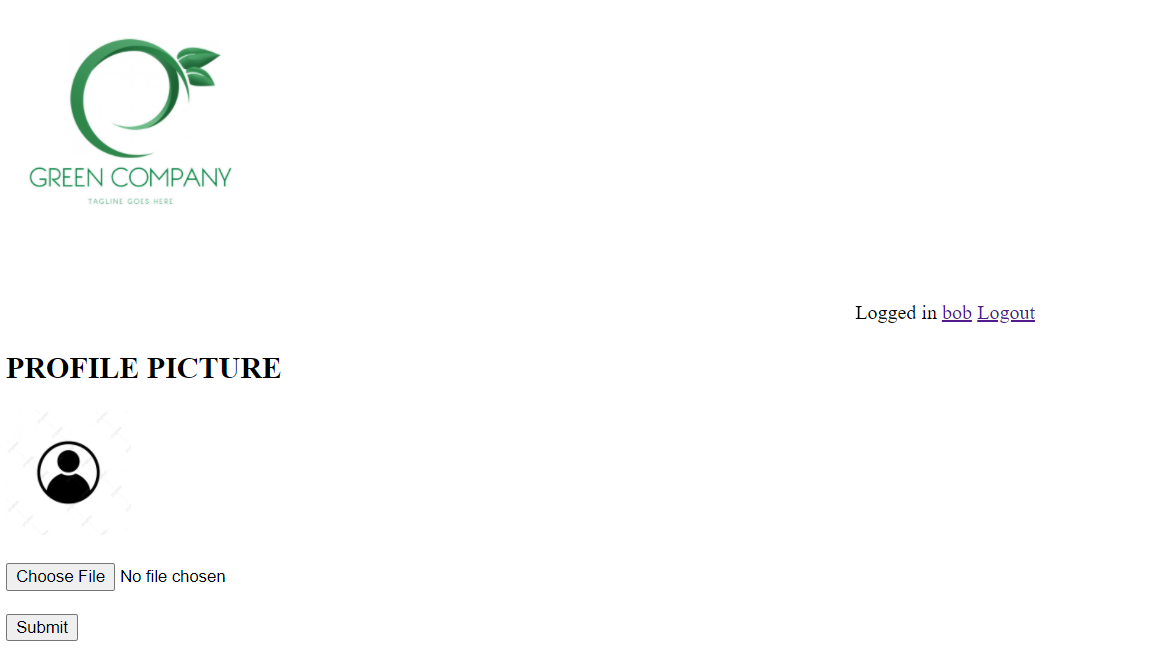 GREEN COMPANY
TAGLINE GOES HERE
Logged in bob Logout
PROFILE PICTURE
Choose File No file chosen
Submit